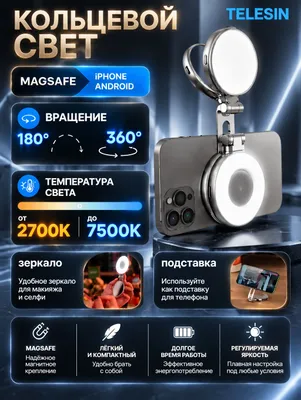 КОЛЬЦЕВОЙ
СВЕТ
TELESIN
MAGSAFE
iPHONE
ANDROID
ВРАЩЕНИЕ
180° 360°
ТЕМПЕРАТУРА
СВЕТА
от до
2700K 7500K
зеркало
Удобное зеркало
для макияжа
и селфи
подставка
Используйте
как подставку
для телефона
MAGSAFE
Надёжное
магнитное
крепление
ЛЁГКИЙ
И КОМПАКТНЫЙ
Удобно брать
с собой
ДОЛГОЕ
ВРЕМЯ РАБОТЫ
Эффективное
энергопотребление
РЕГУЛИРУЕМАЯ
ЯРКОСТЬ
Плавная настройка
под любые условия